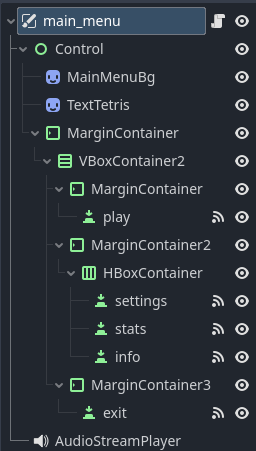 main_menu
Control
MainMenuBg
TextTetris
MarginContainer
VBoxContainer2
MarginContainer
play
MarginContainer2
HBoxContainer
settings
stats
info
MarginContainer3
exit
AudioStreamPlayer